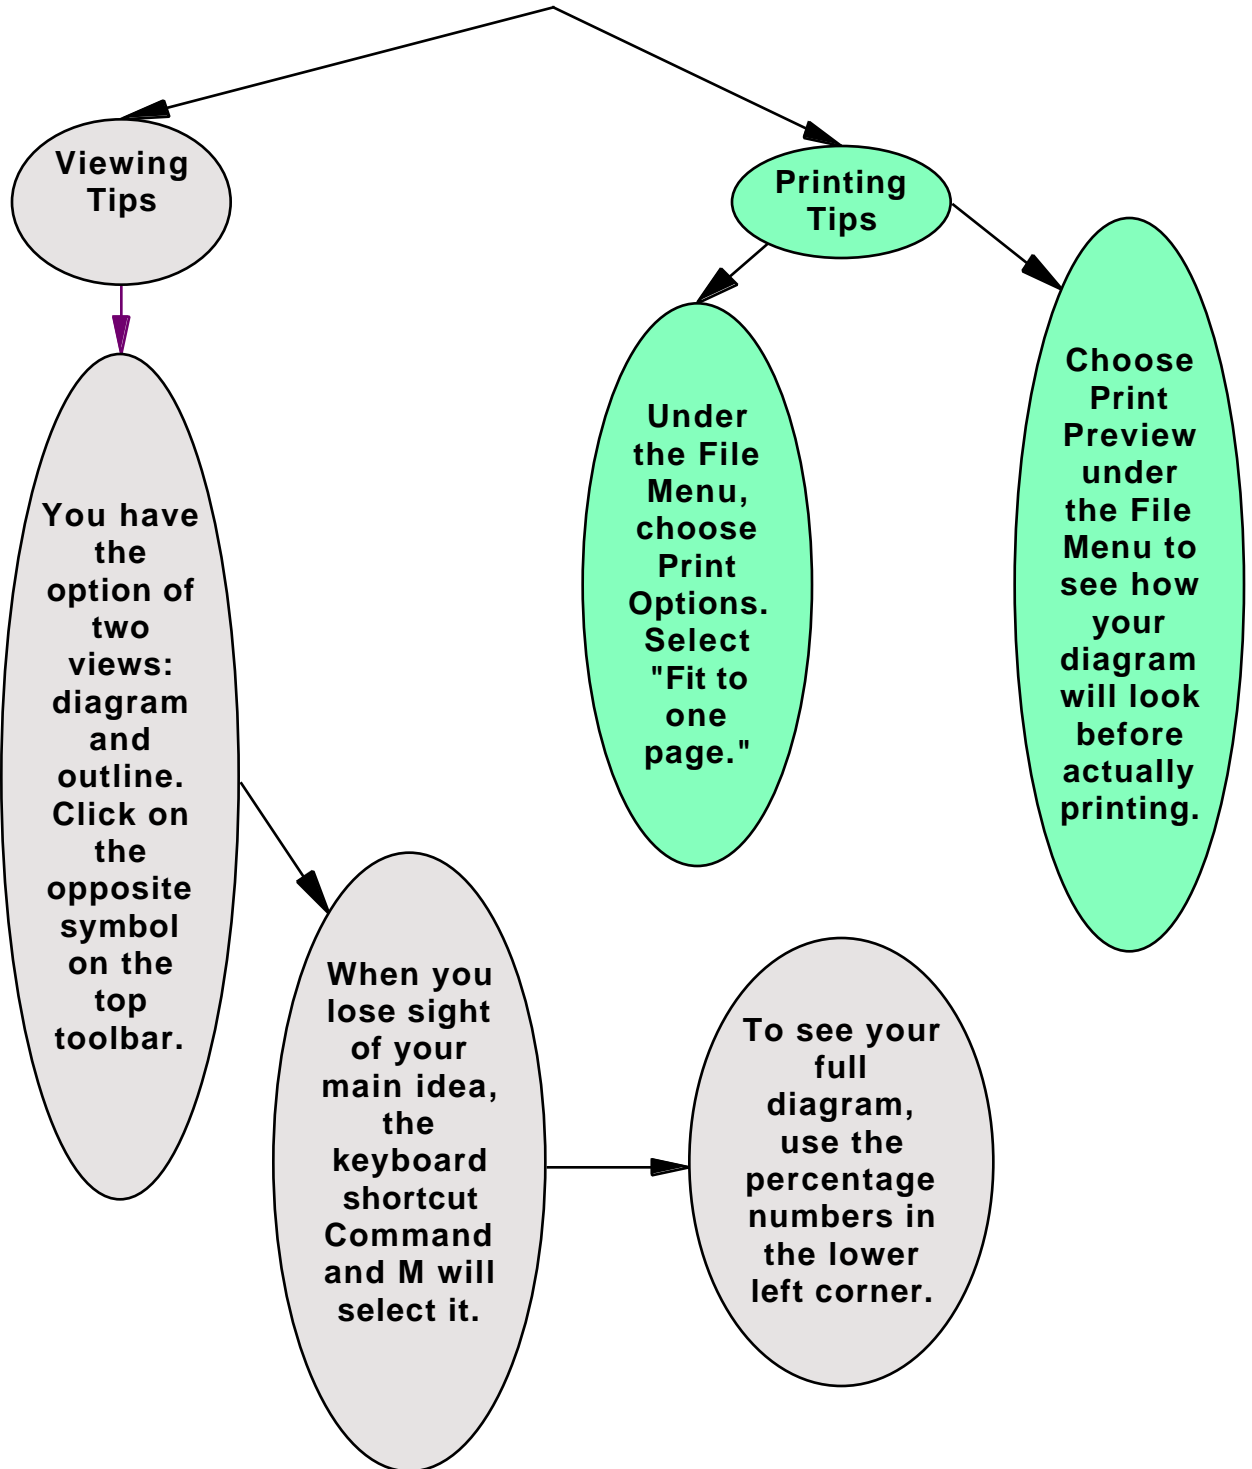 Viewing
Tips
Printing
Tips
You have
the
option of
two
views:
diagram
and
outline.
Click on
the
opposite
symbol
on the
top
toolbar.
When you
lose sight
of your
main idea,
the
keyboard
shortcut
Command
and M will
select it.
To see your
full
diagram,
use the
percentage
numbers in
the lower
left corner.
Under
the File
Menu,
choose
Print
Options.
Select
"Fit to
one
page."
Choose
Print
Preview
under
the File
Menu to
see how
your
diagram
will look
before
actually
printing.